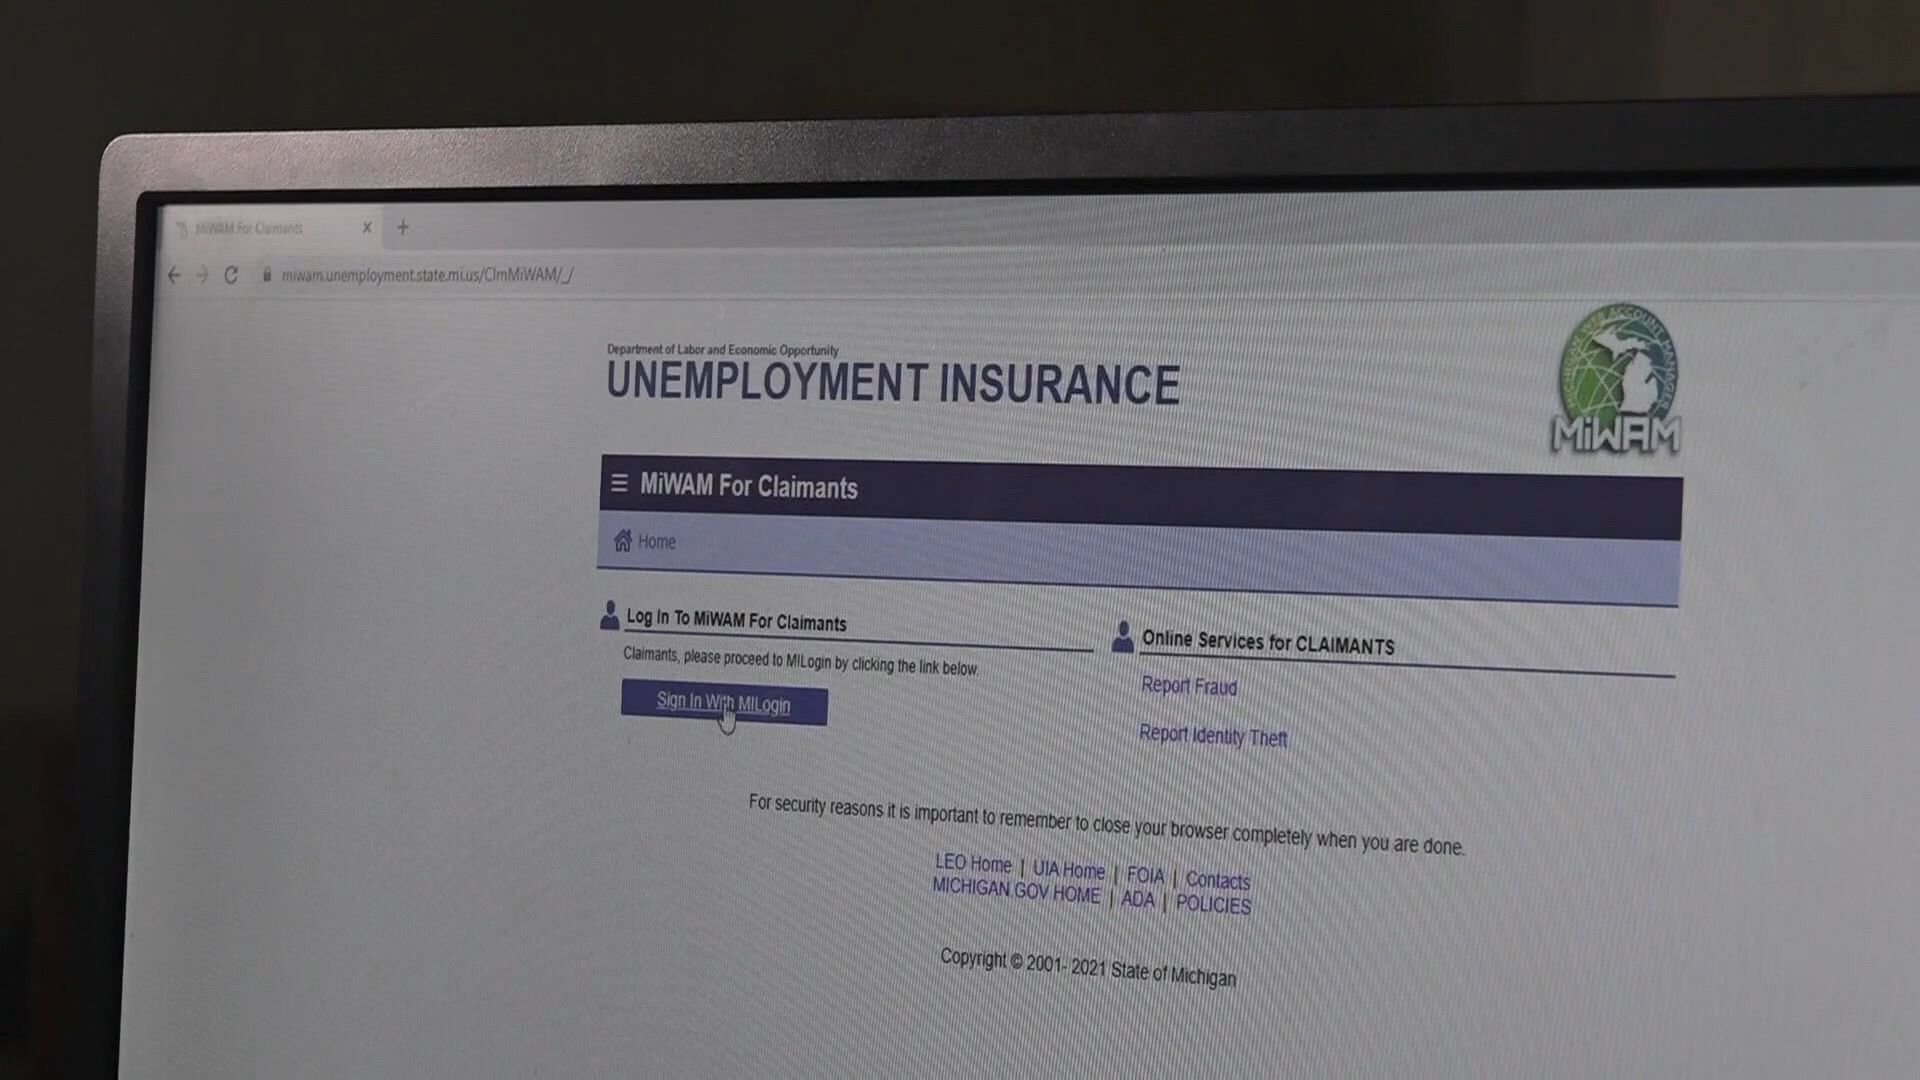 MiWAM For Claimants
miwam.unemployment.state.mi.us/ClmMiWAM/_/
Department of Labor and Economic Opportunity
UNEMPLOYMENT INSURANCE
MICHIGAN WEB ACCOUNT MANAGER
MiWAM
MiWAM For Claimants
Home
Log In To MiWAM For Claimants
Claimants, please proceed to MILogin by clicking the link below.
Sign In With MILogin
Online Services for CLAIMANTS
Report Fraud
Report Identity Theft
For security reasons it is important to remember to close your browser completely when you are done.
LEO Home | UIA Home | FOIA | Contacts
MICHIGAN.GOV HOME | ADA | POLICIES
Copyright © 2001- 2021 State of Michigan